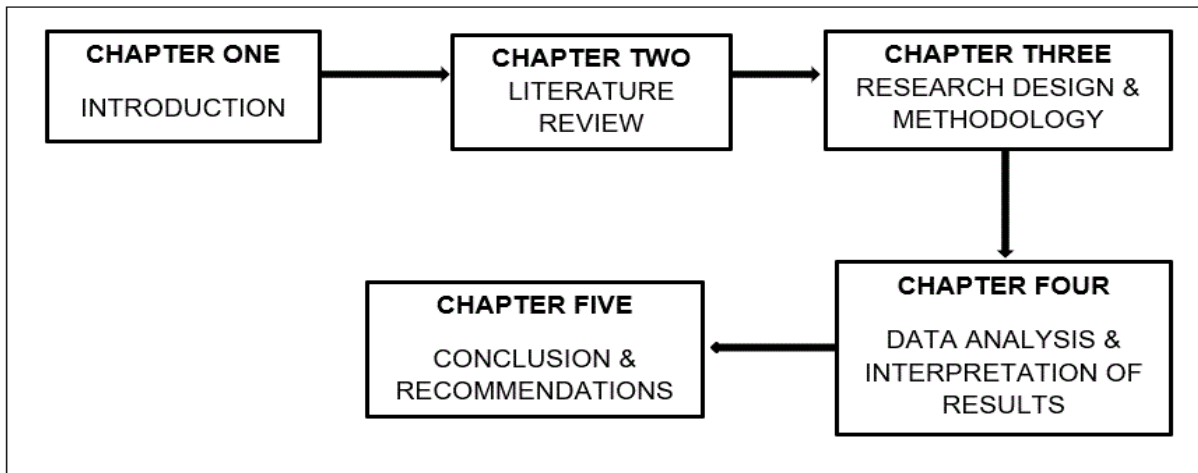 CHAPTER ONE
INTRODUCTION
CHAPTER TWO
LITERATURE
REVIEW
CHAPTER THREE
RESEARCH DESIGN &
METHODOLOGY
CHAPTER FOUR
DATA ANALYSIS &
INTERPRETATION OF
RESULTS
CHAPTER FIVE
CONCLUSION &
RECOMMENDATIONS